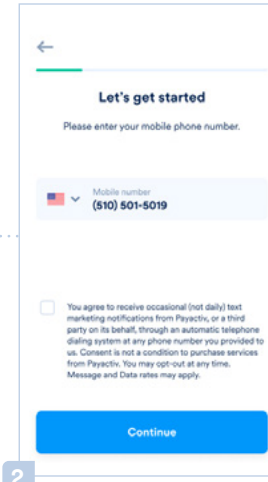 Let's get started
Please enter your mobile phone number.
Mobile number
(510) 501-5019
You agree to receive occasional (not daily) text
marketing notifications from Payactiv, or a third
party on its behalf, through an automatic telephone
dialing system at any phone number you provided to
us. Consent is not a condition to purchase services
from Payactiv. You may opt-out at any time.
Message and Data rates may apply.
Continue
2